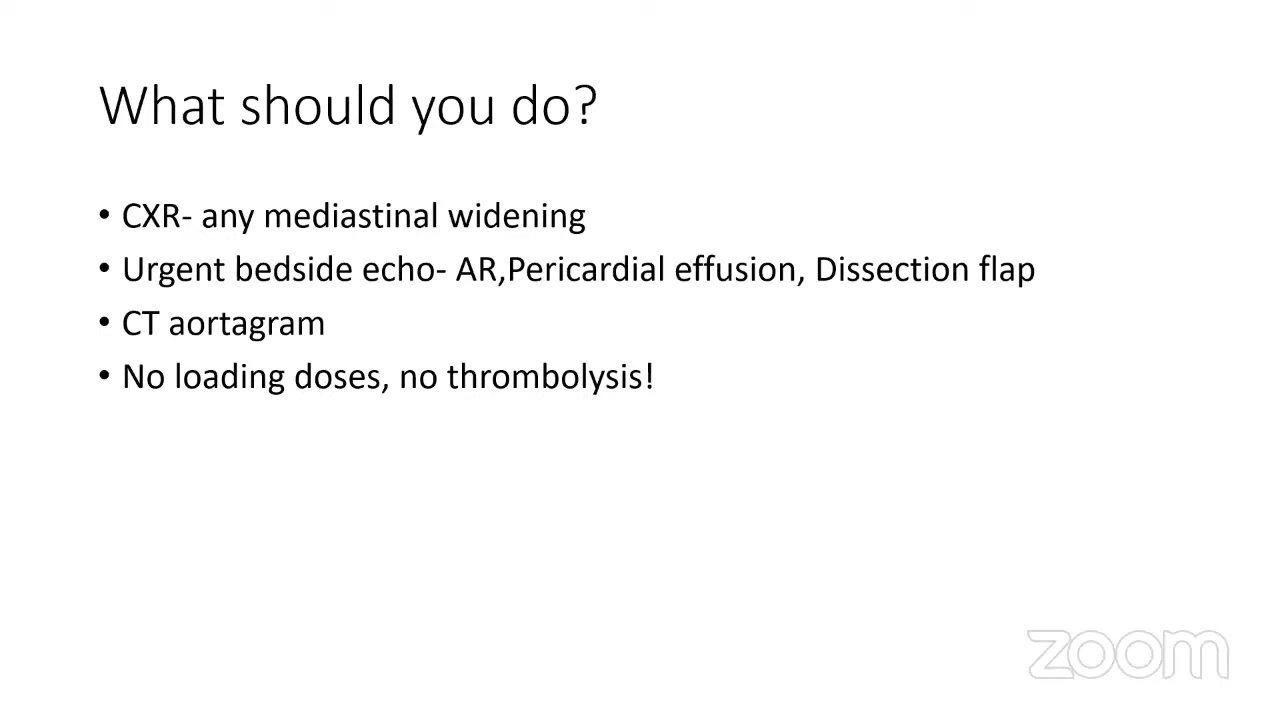 What should you do?
• CXR- any mediastinal widening
• Urgent bedside echo- AR,Pericardial effusion, Dissection flap
• CT aortagram
• No loading doses, no thrombolysis!
zoom